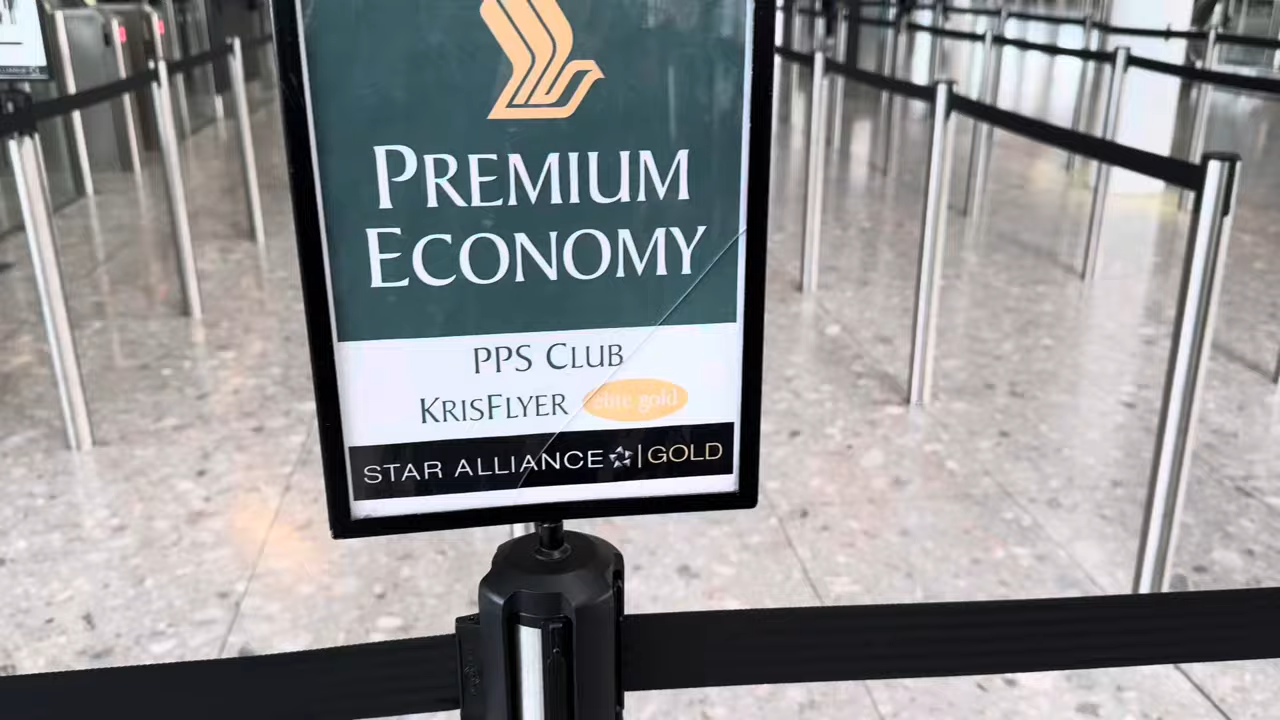 PREMIUM
ECONOMY
PPS CLUB
KRISFLYER elite gold
STAR ALLIANCE | GOLD